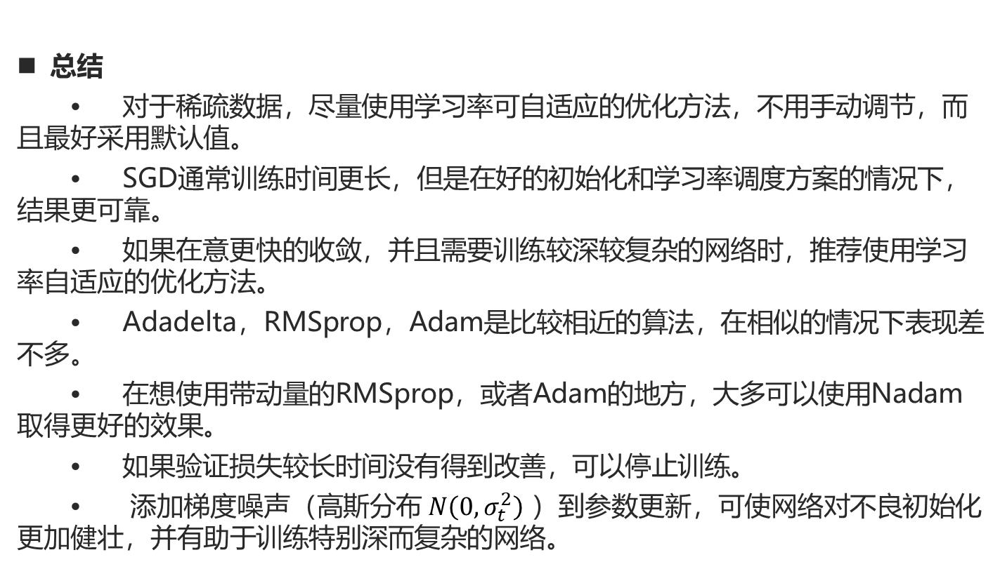 ■ 总结
• 对于稀疏数据，尽量使用学习率可自适应的优化方法，不用手动调节，而
且最好采用默认值。
• SGD通常训练时间更长，但是在好的初始化和学习率调度方案的情况下，
结果更可靠。
• 如果在意更快的收敛，并且需要训练较深较复杂的网络时，推荐使用学习
率自适应的优化方法。
• Adadelta，RMSprop，Adam是比较相近的算法，在相似的情况下表现差
不多。
• 在想使用带动量的RMSprop，或者Adam的地方，大多可以使用Nadam
取得更好的效果。
• 如果验证损失较长时间没有得到改善，可以停止训练。
• 添加梯度噪声（高斯分布 $N(0,\sigma_t^2)$ ）到参数更新，可使网络对不良初始化
更加健壮，并有助于训练特别深而复杂的网络。